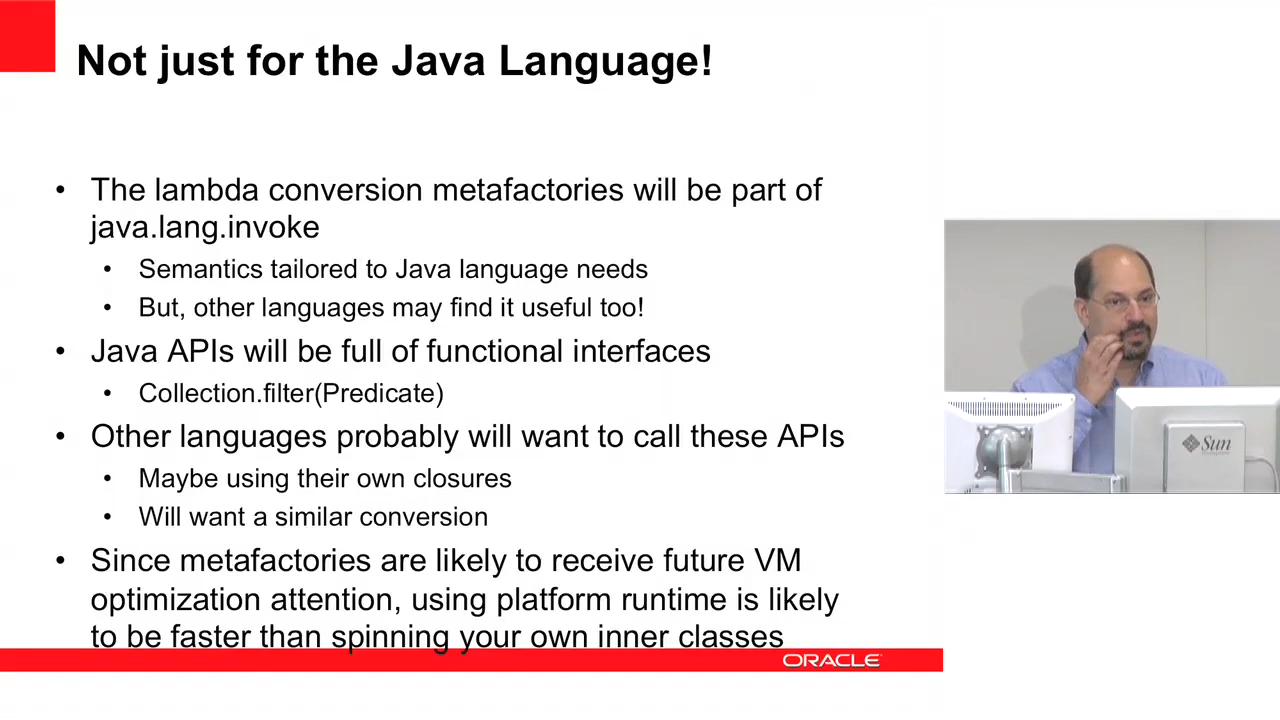 Not just for the Java Language!
• The lambda conversion metafactories will be part of
java.lang.invoke
• Semantics tailored to Java language needs
• But, other languages may find it useful too!
• Java APIs will be full of functional interfaces
• Collection.filter(Predicate)
• Other languages probably will want to call these APIs
• Maybe using their own closures
• Will want a similar conversion
• Since metafactories are likely to receive future VM
optimization attention, using platform runtime is likely
to be faster than spinning your own inner classes
ORACLE
Sun